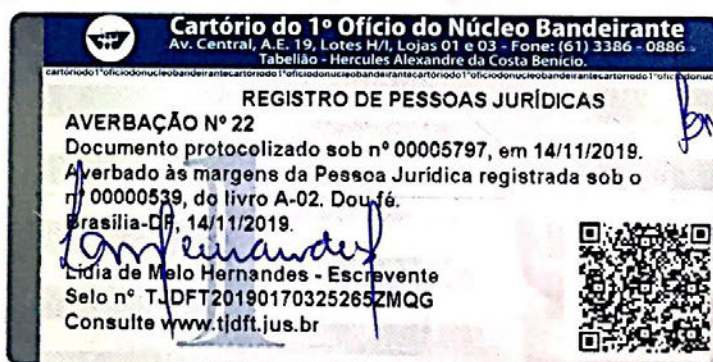 Cartório do 1º Ofício do Núcleo Bandeirante
Av. Central, A.E. 19, Lotes H/I, Lojas 01 e 03 - Fone: (61) 3386 - 0886
Tabelião - Hercules Alexandre da Costa Benício.
REGISTRO DE PESSOAS JURÍDICAS
AVERBAÇÃO Nº 22
Documento protocolizado sob nº 00005797, em 14/11/2019.
Averbado às margens da Pessoa Jurídica registrada sob o
nº 00000539, do livro A-02. Dou fé.
Brasília-DF, 14/11/2019.
Lidia de Melo Hernandes - Escrevente
Selo nº TJDFT20190170325265ZMQG
Consulte www.tjdft.jus.br